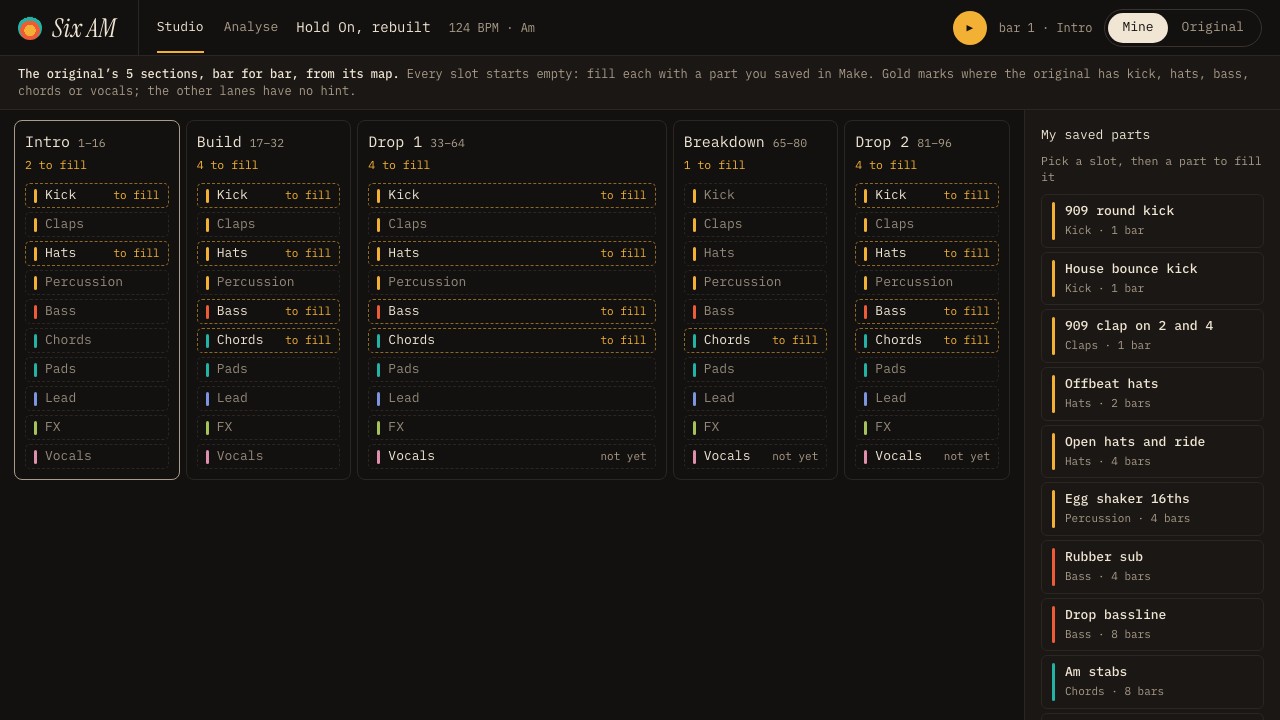 Six AM
Studio Analyse Hold On, rebuilt 124 BPM · Am
▶ bar 1 · Intro Mine Original
The original's 5 sections, bar for bar, from its map. Every slot starts empty: fill each with a part you saved in Make. Gold marks where the original has kick, hats, bass,
chords or vocals; the other lanes have no hint.
Intro 1–16
2 to fill
Kick to fill
Claps
Hats to fill
Percussion
Bass
Chords
Pads
Lead
FX
Vocals
Build 17–32
4 to fill
Kick to fill
Claps
Hats to fill
Percussion
Bass to fill
Chords to fill
Pads
Lead
FX
Vocals
Drop 1 33–64
4 to fill
Kick to fill
Claps
Hats to fill
Percussion
Bass to fill
Chords to fill
Pads
Lead
FX
Vocals not yet
Breakdown 65–80
1 to fill
Kick
Claps
Hats
Percussion
Bass
Chords to fill
Pads
Lead
FX
Vocals not yet
Drop 2 81–96
4 to fill
Kick to fill
Claps
Hats to fill
Percussion
Bass to fill
Chords to fill
Pads
Lead
FX
Vocals not yet
My saved parts
Pick a slot, then a part to fill
it
909 round kick
Kick · 1 bar
House bounce kick
Kick · 1 bar
909 clap on 2 and 4
Claps · 1 bar
Offbeat hats
Hats · 2 bars
Open hats and ride
Hats · 4 bars
Egg shaker 16ths
Percussion · 4 bars
Rubber sub
Bass · 4 bars
Drop bassline
Bass · 8 bars
Am stabs
Chords · 8 bars